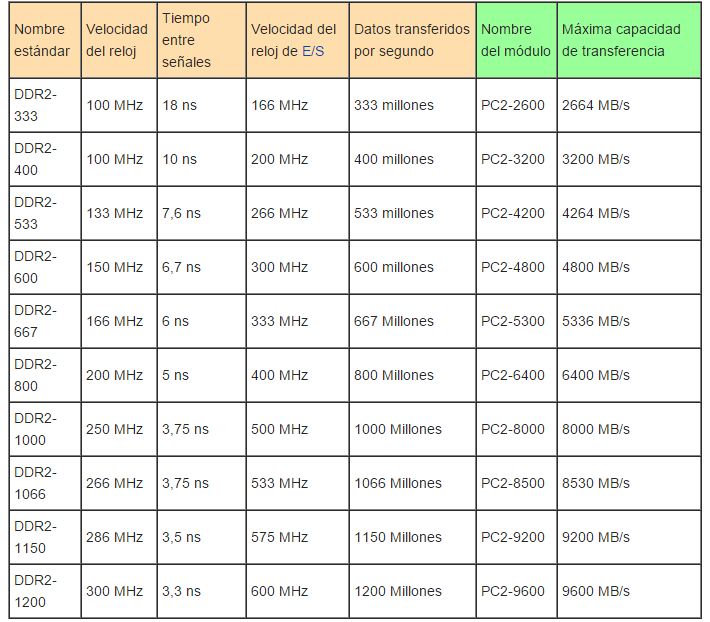 Nombre estándar | Velocidad del reloj | Tiempo entre señales | Velocidad del reloj de E/S | Datos transferidos por segundo | Nombre del módulo | Máxima capacidad de transferencia
DDR2-333 | 100 MHz | 18 ns | 166 MHz | 333 millones | PC2-2600 | 2664 MB/s
DDR2-400 | 100 MHz | 10 ns | 200 MHz | 400 millones | PC2-3200 | 3200 MB/s
DDR2-533 | 133 MHz | 7,6 ns | 266 MHz | 533 millones | PC2-4200 | 4264 MB/s
DDR2-600 | 150 MHz | 6,7 ns | 300 MHz | 600 millones | PC2-4800 | 4800 MB/s
DDR2-667 | 166 MHz | 6 ns | 333 MHz | 667 Millones | PC2-5300 | 5336 MB/s
DDR2-800 | 200 MHz | 5 ns | 400 MHz | 800 Millones | PC2-6400 | 6400 MB/s
DDR2-1000 | 250 MHz | 3,75 ns | 500 MHz | 1000 Millones | PC2-8000 | 8000 MB/s
DDR2-1066 | 266 MHz | 3,75 ns | 533 MHz | 1066 Millones | PC2-8500 | 8530 MB/s
DDR2-1150 | 286 MHz | 3,5 ns | 575 MHz | 1150 Millones | PC2-9200 | 9200 MB/s
DDR2-1200 | 300 MHz | 3,3 ns | 600 MHz | 1200 Millones | PC2-9600 | 9600 MB/s